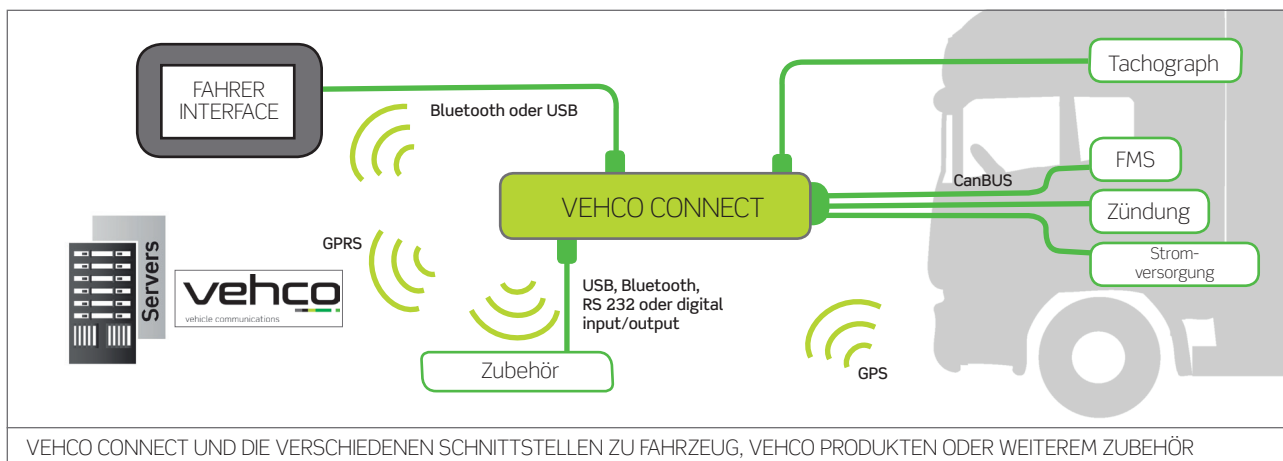 FAHRER
INTERFACE
Bluetooth oder USB
Tachograph
FMS
CanBUS
VEHCO CONNECT
Zündung
Strom-
versorgung
GPRS
Servers
vehco
vehicle communications
USB, Bluetooth,
RS 232 oder digital
input/output
Zubehör
GPS
VEHCO CONNECT UND DIE VERSCHIEDENEN SCHNITTSTELLEN ZU FAHRZEUG, VEHCO PRODUKTEN ODER WEITEREM ZUBEHÖR